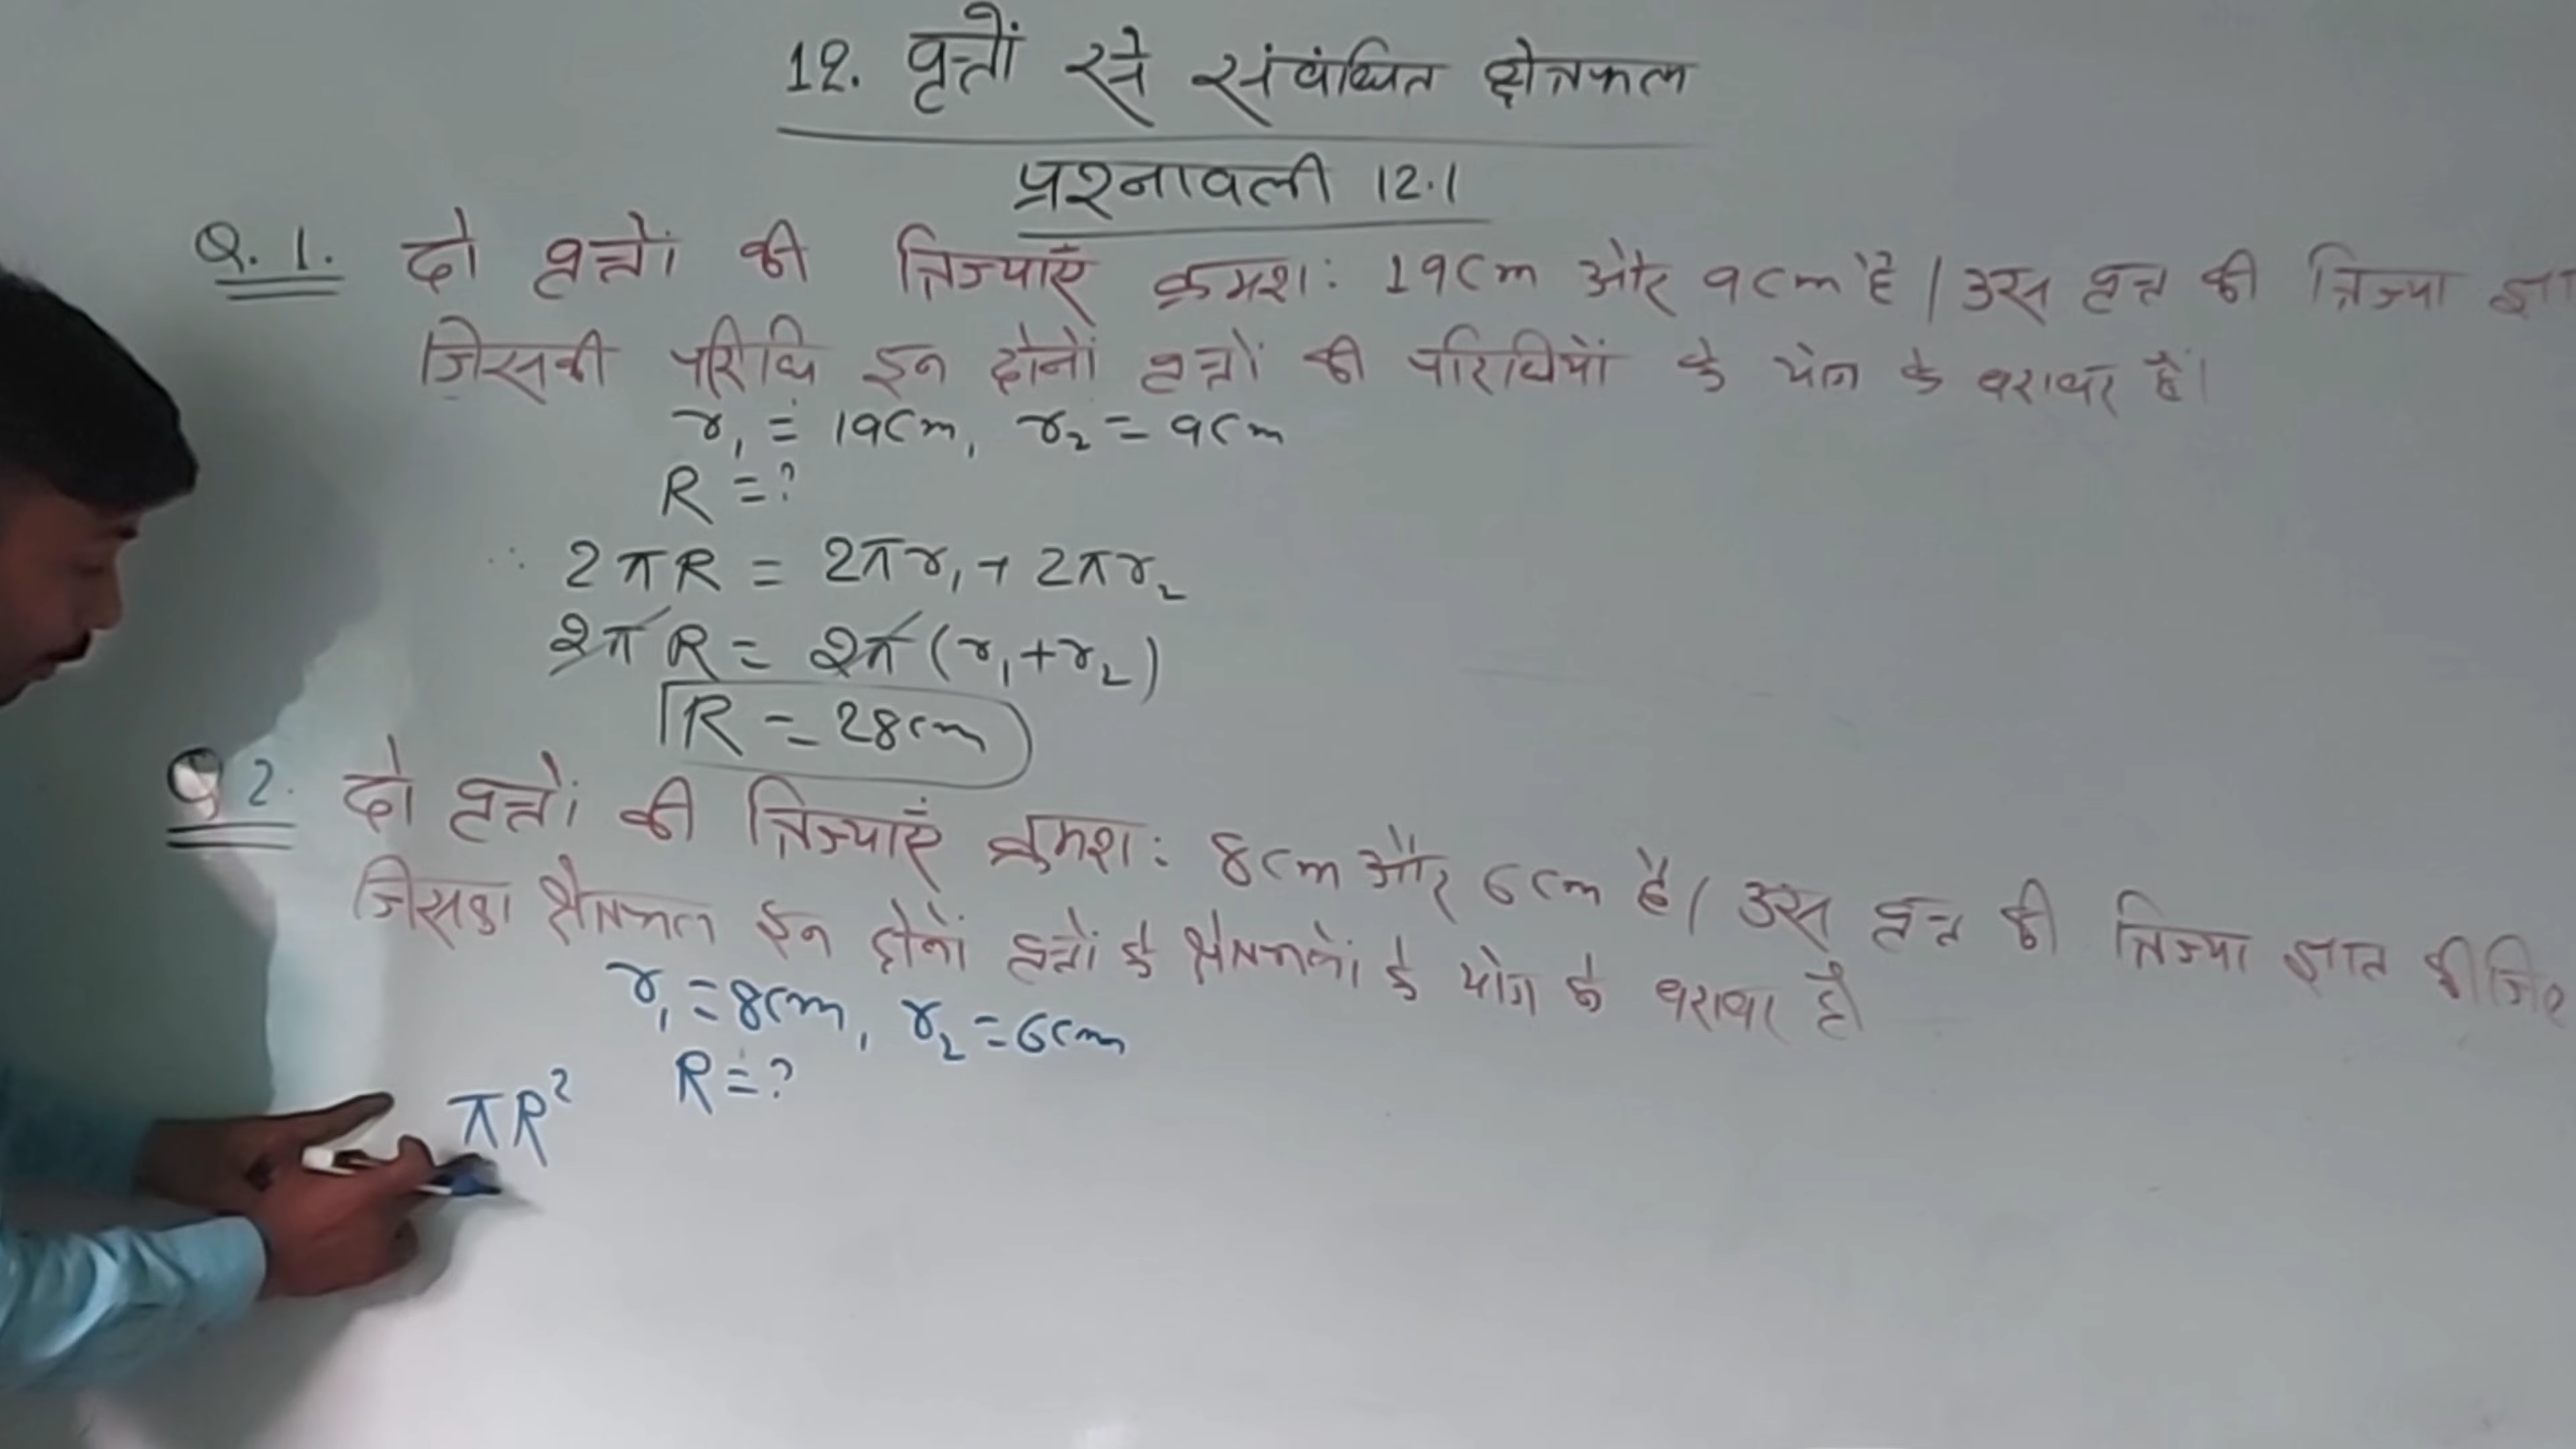 12. वृत्तों से संबंधित क्षेत्रफल
प्रश्नावली 12.1
Q. 1. दो वृत्तों की त्रिज्याएँ क्रमश: 19cm और 9cm है। उस वृत्त की त्रिज्या ज्ञा
जिसकी परिधि इन दोनों वृत्तों की परिधियों के योग के बराबर है।
r₁ = 19cm, r₂ = 9cm
R = ?
∴ 2πR = 2πr₁ + 2πr₂
2πR = 2π(r₁+r₂)
R = 28cm
Q 2. दो वृत्तों की त्रिज्याएं क्रमश: 8cm और 6cm है। उस वृत्त की त्रिज्या ज्ञात कीजिए
जिसका क्षेत्रफल इन दोनों वृत्तों के क्षेत्रफलों के योग के बराबर है
r₁ = 8cm, r₂ = 6cm
R = ?
πR²